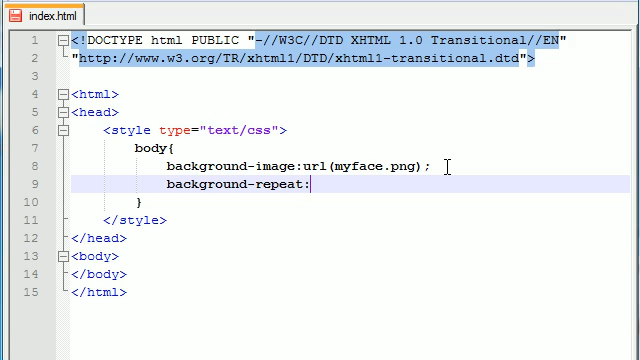 index.html
1 <!DOCTYPE html PUBLIC "-//W3C//DTD XHTML 1.0 Transitional//EN"
2 "http://www.w3.org/TR/xhtml1/DTD/xhtml1-transitional.dtd">
3
4 <html>
5 <head>
6 <style type="text/css">
7 body{
8 background-image:url(myface.png);
9 background-repeat:
10 }
11 </style>
12 </head>
13 <body>
14 </body>
15 </html>